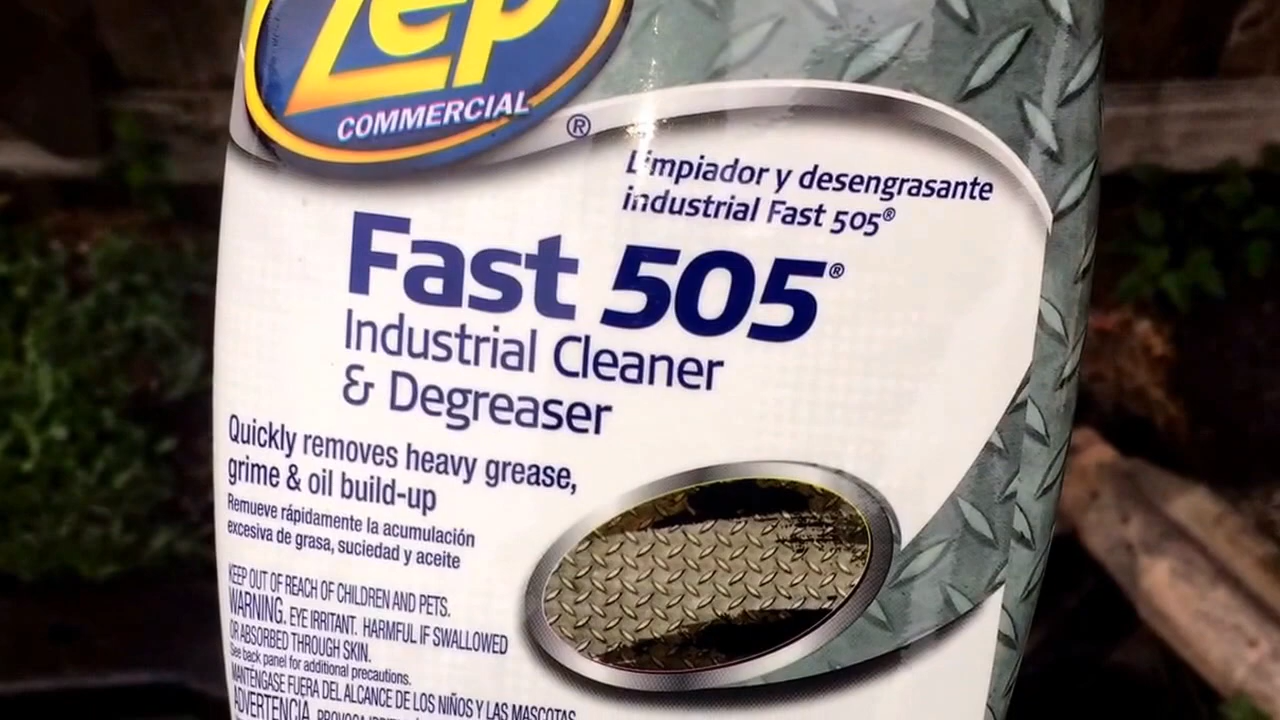 Zep
COMMERCIAL
®
Limpiador y desengrasante
industrial Fast 505®
Fast 505®
Industrial Cleaner
& Degreaser
Quickly removes heavy grease,
grime & oil build-up
Remueve rápidamente la acumulación
excesiva de grasa, suciedad y aceite
KEEP OUT OF REACH OF CHILDREN AND PETS.
WARNING. EYE IRRITANT. HARMFUL IF SWALLOWED
OR ABSORBED THROUGH SKIN.
See back panel for additional precautions.
MANTÉNGASE FUERA DEL ALCANCE DE LOS NIÑOS Y LAS MASCOTAS
ADVERTENCIA.